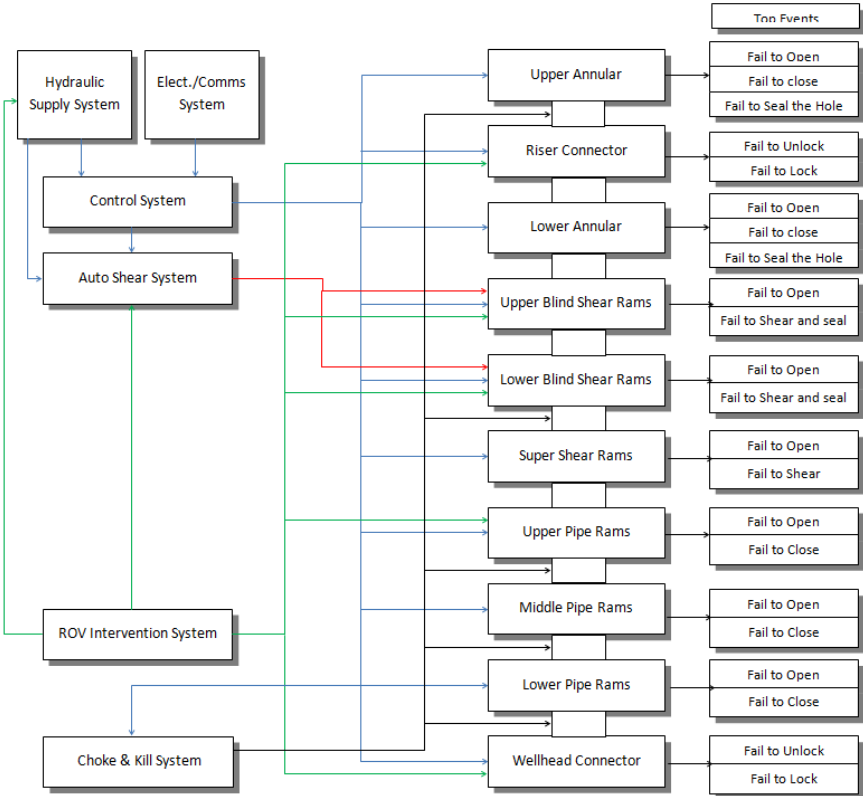 Top Events
Hydraulic
Supply System
Elect./Comms
System
Control System
Auto Shear System
ROV Intervention System
Choke & Kill System
Upper Annular
Fail to Open
Fail to close
Fail to Seal the Hole
Riser Connector
Fail to Unlock
Fail to Lock
Lower Annular
Fail to Open
Fail to close
Fail to Seal the Hole
Upper Blind Shear Rams
Fail to Open
Fail to Shear and seal
Lower Blind Shear Rams
Fail to Open
Fail to Shear and seal
Super Shear Rams
Fail to Open
Fail to Shear
Upper Pipe Rams
Fail to Open
Fail to Close
Middle Pipe Rams
Fail to Open
Fail to Close
Lower Pipe Rams
Fail to Open
Fail to Close
Wellhead Connector
Fail to Unlock
Fail to Lock